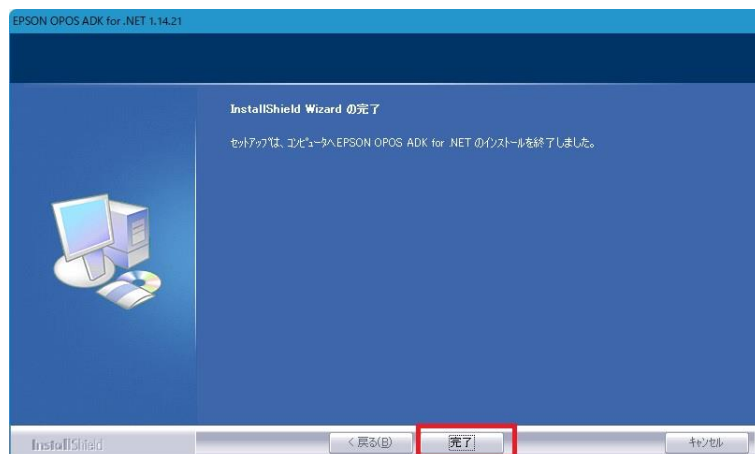 EPSON OPOS ADK for .NET 1.14.21
InstallShield Wizard の完了
セットアップは、コンピュータへEPSON OPOS ADK for .NET のインストールを終了しました。
InstallShield
< 戻る(B)
完了
キャンセル